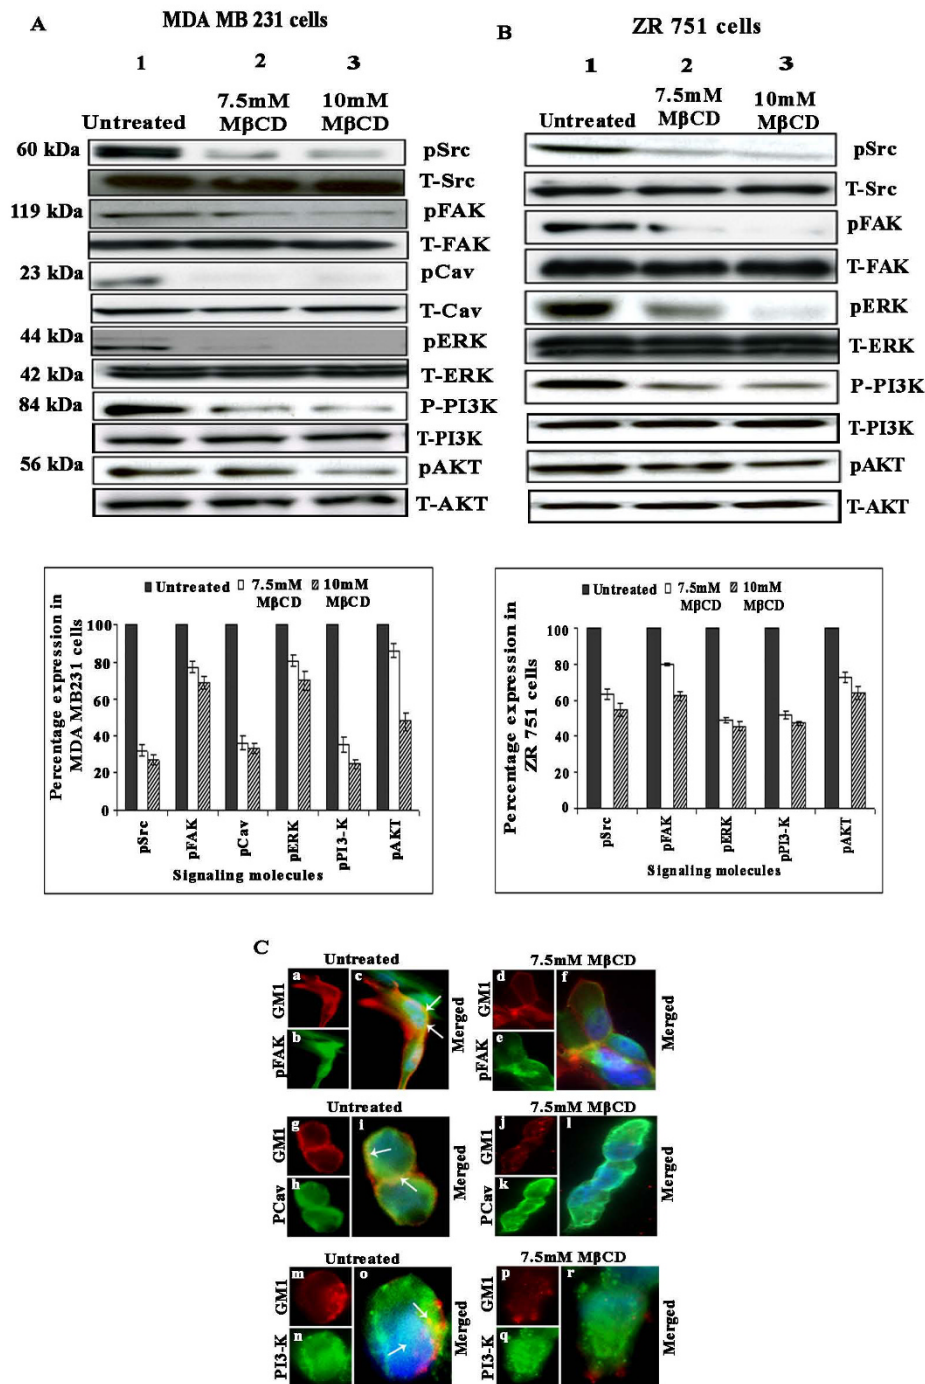 A
MDA MB 231 cells
1 2 3
Untreated
7.5mM MβCD
10mM MβCD
60 kDa
pSrc
T-Src
119 kDa
pFAK
T-FAK
23 kDa
pCav
T-Cav
44 kDa
pERK
42 kDa
T-ERK
84 kDa
P-PI3K
T-PI3K
56 kDa
pAKT
T-AKT
B
ZR 751 cells
1 2 3
Untreated
7.5mM MβCD
10mM MβCD
pSrc
T-Src
pFAK
T-FAK
pERK
T-ERK
P-PI3K
T-PI3K
pAKT
T-AKT
Untreated 7.5mM MβCD 10mM MβCD
Percentage expression in MDA MB231 cells
100
80
60
40
20
0
pSrc pFAK pCav pERK pPI3-K pAKT
Signaling molecules
Untreated 7.5mM MβCD 10mM MβCD
Percentage expression in ZR 751 cells
100
80
60
40
20
0
pSrc pFAK pERK pPI3-K pAKT
Signaling molecules
C
Untreated
GM1
a
pFAK
b
c
Merged
7.5mM MβCD
GM1
d
pFAK
e
f
Merged
Untreated
GM1
g
PCav
h
i
Merged
7.5mM MβCD
GM1
j
PCav
k
l
Merged
Untreated
GM1
m
PI3-K
n
o
Merged
7.5mM MβCD
GM1
p
PI3-K
q
r
Merged